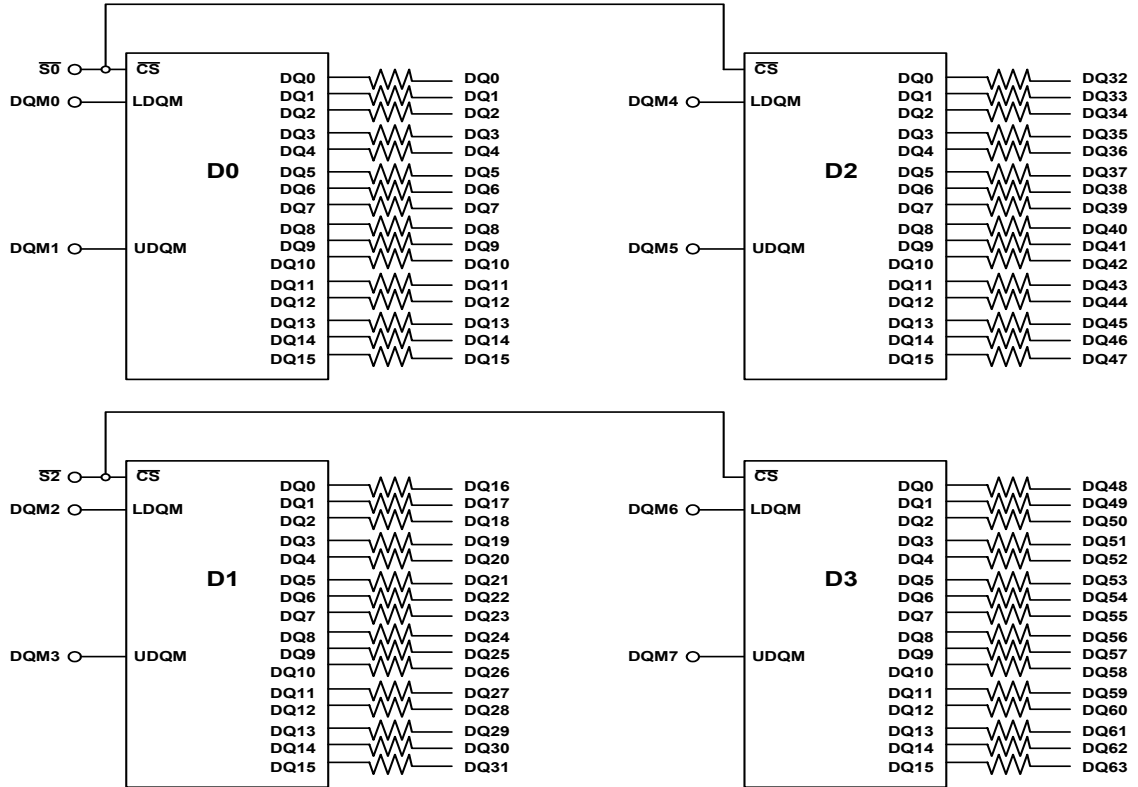 S0 CS DQ0 DQ0 CS DQ0 DQ32
DQM0 LDQM DQ1 DQ1 DQM4 LDQM DQ1 DQ33
DQ2 DQ2 DQ2 DQ34
DQ3 DQ3 DQ3 DQ35
DQ4 DQ4 DQ4 DQ36
D0 DQ5 DQ5 D2 DQ5 DQ37
DQ6 DQ6 DQ6 DQ38
DQ7 DQ7 DQ7 DQ39
DQ8 DQ8 DQ8 DQ40
DQM1 UDQM DQ9 DQ9 DQM5 UDQM DQ9 DQ41
DQ10 DQ10 DQ10 DQ42
DQ11 DQ11 DQ11 DQ43
DQ12 DQ12 DQ12 DQ44
DQ13 DQ13 DQ13 DQ45
DQ14 DQ14 DQ14 DQ46
DQ15 DQ15 DQ15 DQ47
S2 CS DQ0 DQ16 CS DQ0 DQ48
DQM2 LDQM DQ1 DQ17 DQM6 LDQM DQ1 DQ49
DQ2 DQ18 DQ2 DQ50
DQ3 DQ19 DQ3 DQ51
DQ4 DQ20 DQ4 DQ52
D1 DQ5 DQ21 D3 DQ5 DQ53
DQ6 DQ22 DQ6 DQ54
DQ7 DQ23 DQ7 DQ55
DQ8 DQ24 DQ8 DQ56
DQM3 UDQM DQ9 DQ25 DQM7 UDQM DQ9 DQ57
DQ10 DQ26 DQ10 DQ58
DQ11 DQ27 DQ11 DQ59
DQ12 DQ28 DQ12 DQ60
DQ13 DQ29 DQ13 DQ61
DQ14 DQ30 DQ14 DQ62
DQ15 DQ31 DQ15 DQ63